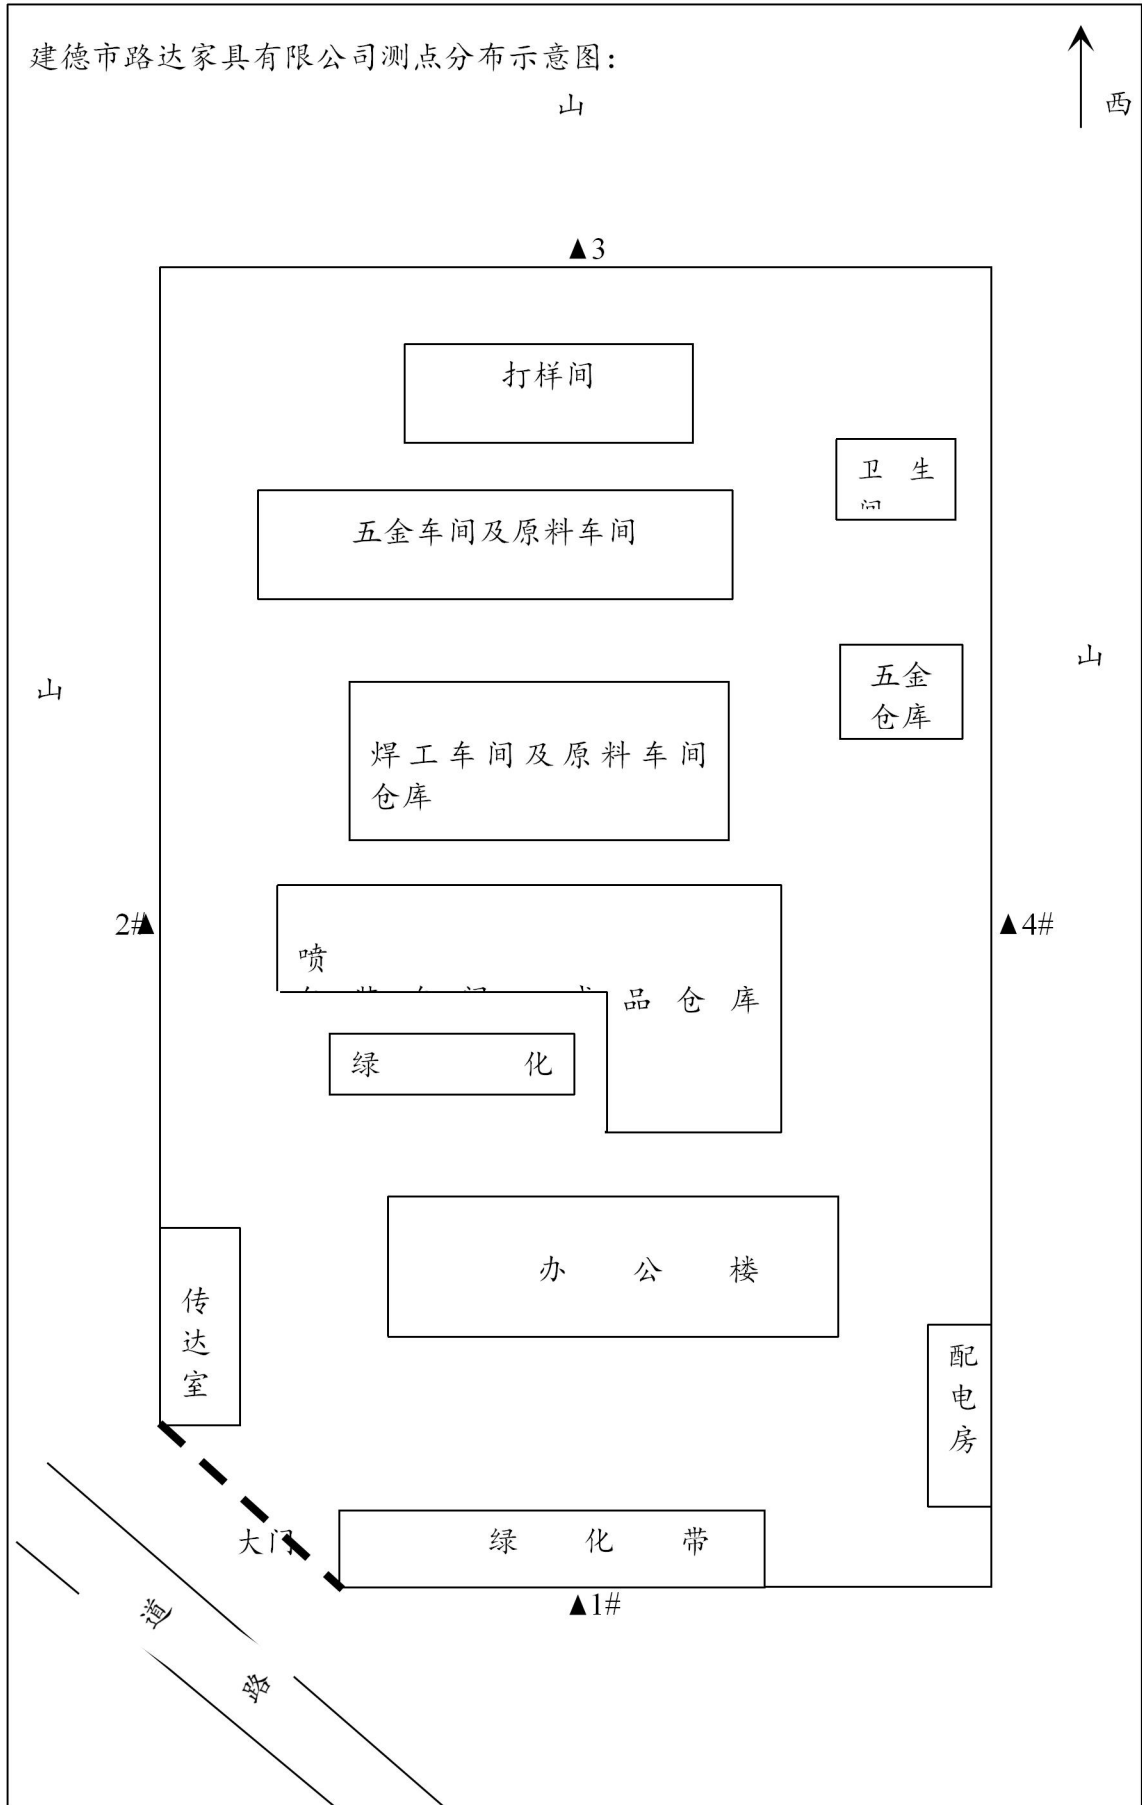 建德市路达家具有限公司测点分布示意图：
山
西
▲3
打样间
卫生
五金车间及原料车间
山
五金
仓库
山
焊工车间及原料车间
仓库
2#▲
▲4#
喷
品仓库
绿化
办公楼
传
达
室
配
电
房
大门
绿化带
▲1#
道
路